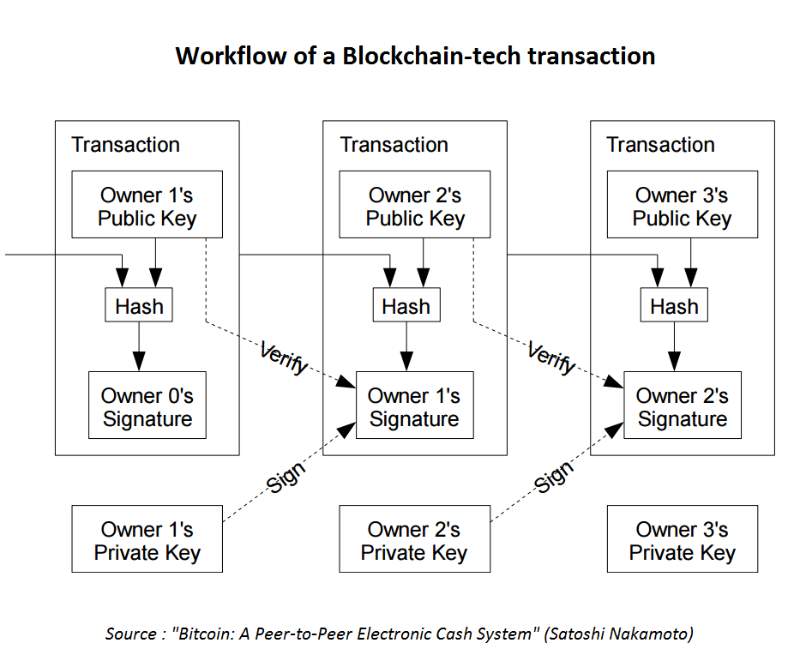 Workflow of a Blockchain-tech transaction
Transaction
Owner 1's
Public Key
Hash
Owner 0's
Signature
Transaction
Owner 2's
Public Key
Hash
Owner 1's
Signature
Transaction
Owner 3's
Public Key
Hash
Owner 2's
Signature
Verify
Verify
Sign
Sign
Owner 1's
Private Key
Owner 2's
Private Key
Owner 3's
Private Key
Source : "Bitcoin: A Peer-to-Peer Electronic Cash System" (Satoshi Nakamoto)